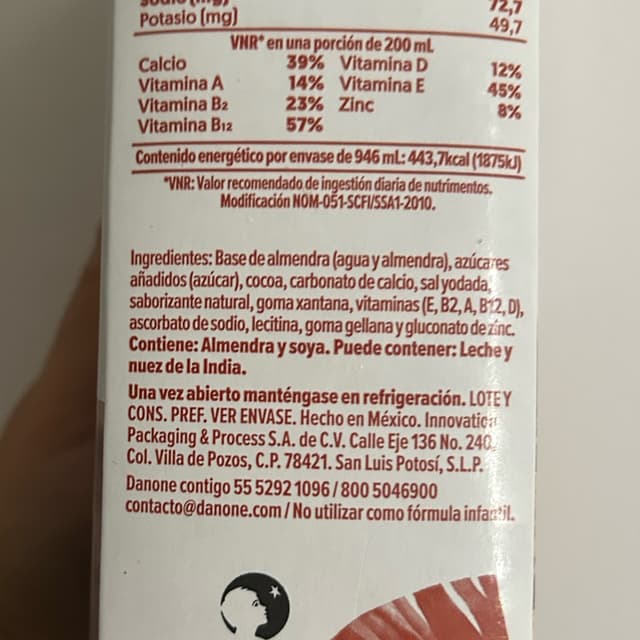 72,7
Potasio (mg) 49,7
VNR* en una porción de 200 mL
Calcio 39% Vitamina D 12%
Vitamina A 14% Vitamina E 45%
Vitamina B2 23% Zinc 8%
Vitamina B12 57%
Contenido energético por envase de 946 mL: 443,7kcal (1875kJ)
*VNR: Valor recomendado de ingestión diaria de nutrimentos.
Modificación NOM-051-SCFI/SSA1-2010.
Ingredientes: Base de almendra (agua y almendra), azúcares
añadidos (azúcar), cocoa, carbonato de calcio, sal yodada,
saborizante natural, goma xantana, vitaminas (E, B2, A, B12, D),
ascorbato de sodio, lecitina, goma gellana y gluconato de zinc.
Contiene: Almendra y soya. Puede contener: Leche y
nuez de la India.
Una vez abierto manténgase en refrigeración. LOTE Y
CONS. PREF. VER ENVASE. Hecho en México. Innovation
Packaging & Process S.A. de C.V. Calle Eje 136 No. 240,
Col. Villa de Pozos, C.P. 78421. San Luis Potosí, S.L.P.
Danone contigo 55 5292 1096 / 800 5046900
contacto@danone.com / No utilizar como fórmula infantil.